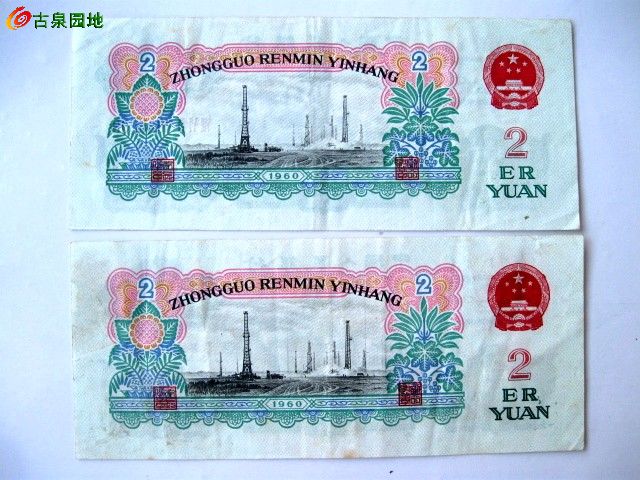 古泉园地
2 ZHONGGUO RENMIN YINHANG 2
2
ER
YUAN
1960
2 ZHONGGUO RENMIN YINHANG 2
2
ER
YUAN
1960